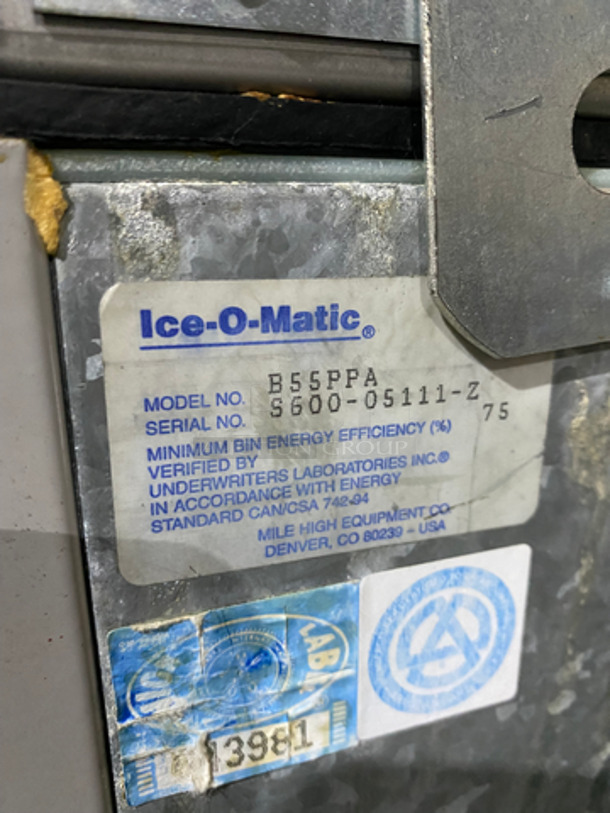 Ice-O-Matic®
MODEL NO. B55PPA
SERIAL NO. S600-05111-Z
MINIMUM BIN ENERGY EFFICIENCY (%) 75
VERIFIED BY
UNDERWRITERS LABORATORIES INC.®
IN ACCORDANCE WITH ENERGY
STANDARD CAN/CSA 742-94
MILE HIGH EQUIPMENT CO.
DENVER, CO 80239 - USA
LAB
13981